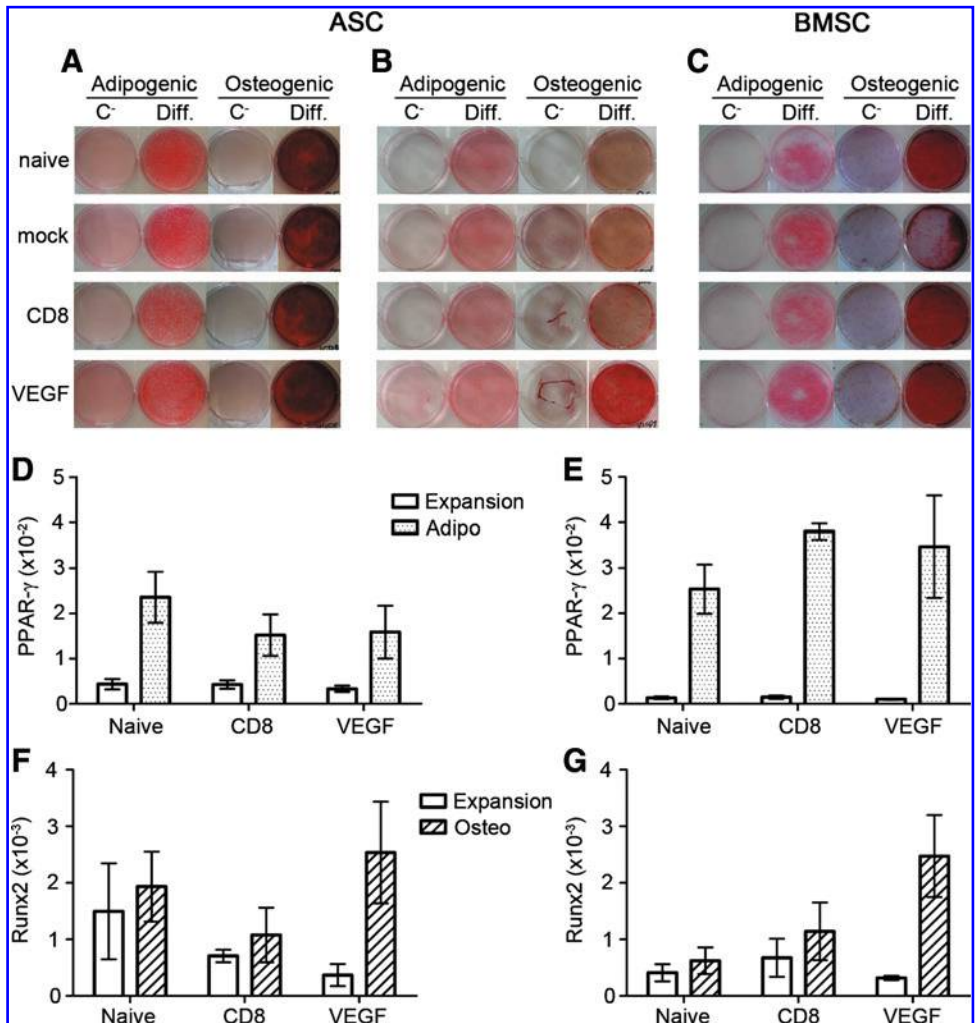 ASC BMSC
A B C
Adipogenic Osteogenic Adipogenic Osteogenic Adipogenic Osteogenic
C- Diff. C- Diff. C- Diff. C- Diff. C- Diff. C- Diff.
naive
mock
CD8
VEGF
D
PPAR-γ (x10-2)
5
4
3
2
1
0
Naive CD8 VEGF
Expansion
Adipo
E
PPAR-γ (x10-2)
5
4
3
2
1
0
Naive CD8 VEGF
F
Runx2 (x10-3)
4
3
2
1
0
Naive CD8 VEGF
Expansion
Osteo
G
Runx2 (x10-3)
4
3
2
1
0
Naive CD8 VEGF